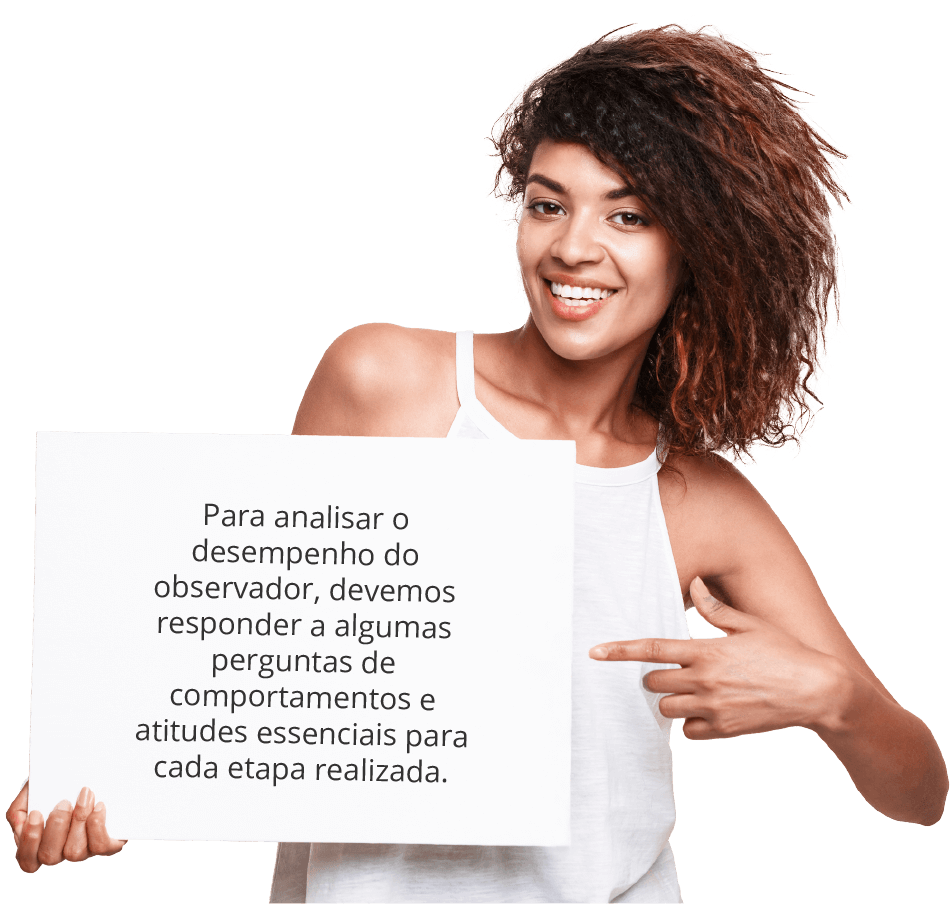 Para analisar o
desempenho do
observador, devemos
responder a algumas
perguntas de
comportamentos e
atitudes essenciais para
cada etapa realizada.